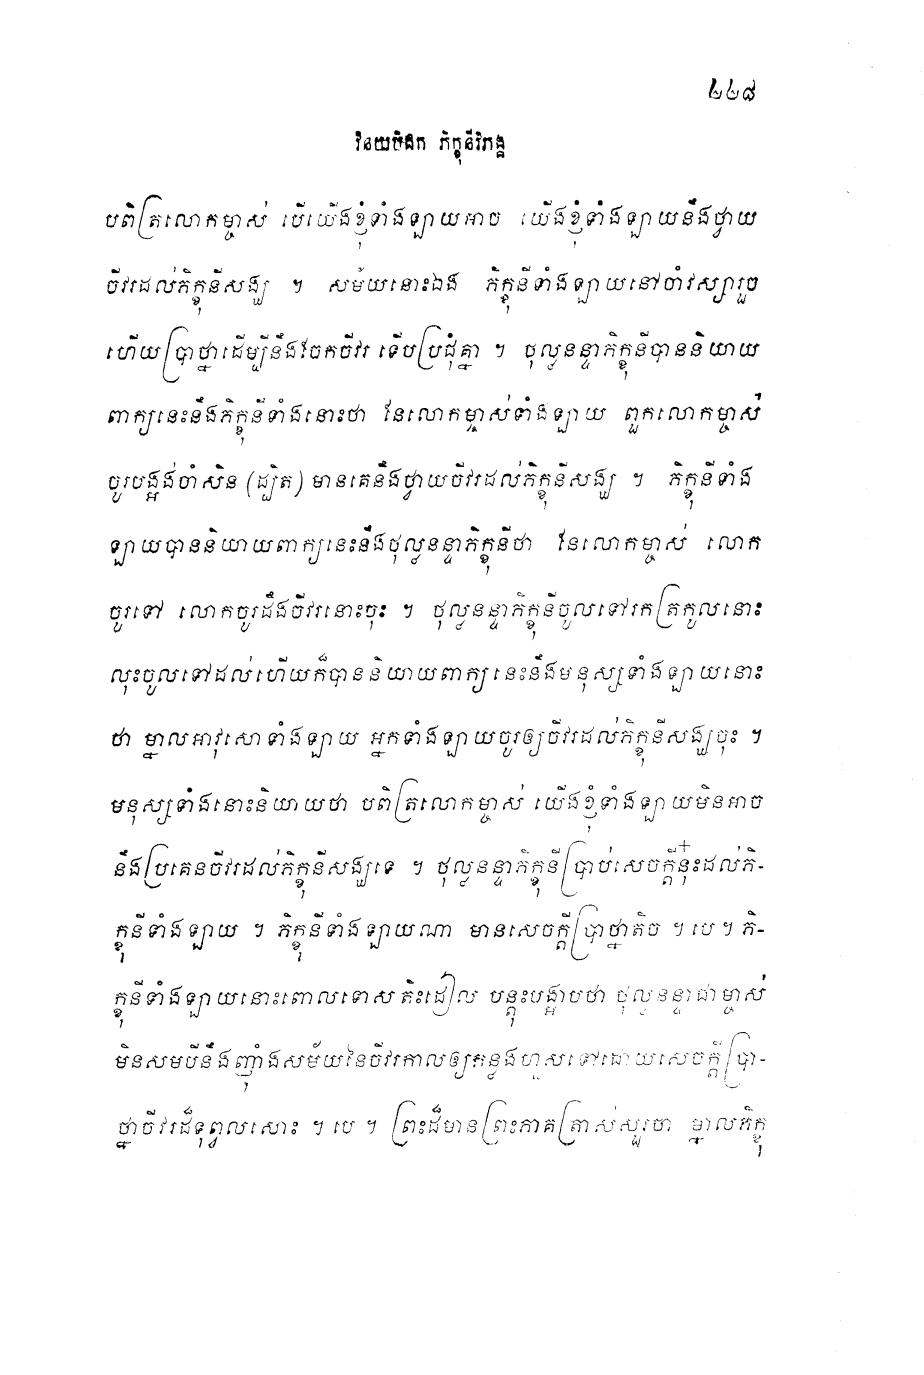 ២២៨
វិនយបិដក ភិក្ខុនីវិភង្គ
បពិត្រលោកម្ចាស់ បើយើងខ្ញុំទាំងឡាយអាច យើងខ្ញុំទាំងឡាយនឹងថ្វាយ
ចីវរដល់ភិក្ខុនីសង្ឃ ។ សម័យនោះឯង ភិក្ខុនីទាំងឡាយនៅចាំវស្សារួច
ហើយប្រាថ្នាដើម្បីនឹងចែកចីវរ ទើបប្រជុំគ្នា ។ ថុល្លនន្ទាភិក្ខុនីបាននិយាយ
ពាក្យនេះនឹងភិក្ខុនីទាំងនោះថា នែលោកម្ចាស់ទាំងឡាយ ពួកលោកម្ចាស់
ចូរបង្អង់ចាំសិន (ដ្បិត) មានគេនឹងថ្វាយចីវរដល់ភិក្ខុនីសង្ឃ ។ ភិក្ខុនីទាំង
ឡាយបាននិយាយពាក្យនេះនឹងថុល្លនន្ទាភិក្ខុនីថា នែលោកម្ចាស់ លោក
ចូរទៅ លោកចូរដឹងចីវរនោះចុះ ។ ថុល្លនន្ទាភិក្ខុនីចូលទៅរកត្រកូលនោះ
លុះចូលទៅដល់ហើយក៏បាននិយាយពាក្យនេះនឹងមនុស្សទាំងឡាយនោះ
ថា ម្នាលអាវុសោទាំងឡាយ អ្នកទាំងឡាយចូរឲ្យចីវរដល់ភិក្ខុនីសង្ឃចុះ ។
មនុស្សទាំងនោះនិយាយថា បពិត្រលោកម្ចាស់ យើងខ្ញុំទាំងឡាយមិនអាច
នឹងប្រគេនចីវរដល់ភិក្ខុនីសង្ឃទេ ។ ថុល្លនន្ទាភិក្ខុនីប្រាប់សេចក្តីនុ៎ះដល់ភិ-
ក្ខុនីទាំងឡាយ ។ ភិក្ខុនីទាំងឡាយណា មានសេចក្តីប្រាថ្នាតិច ។ បេ ។ ភិ-
ក្ខុនីទាំងឡាយនោះពោលទោស តិះដៀល បន្តុះបង្អាបថា ថុល្លនន្ទាជាម្ចាស់
មិនសមបីនឹងញ៉ាំងសម័យនៃចីវរកាលឲ្យកន្លងហួសទៅដោយសេចក្តីប្រា-
ថ្នាចីវរដ៏ទុព្វលសោះ ។ បេ ។ ព្រះដ៏មានព្រះភាគត្រាស់សួរថា ម្នាលភិក្ខុ